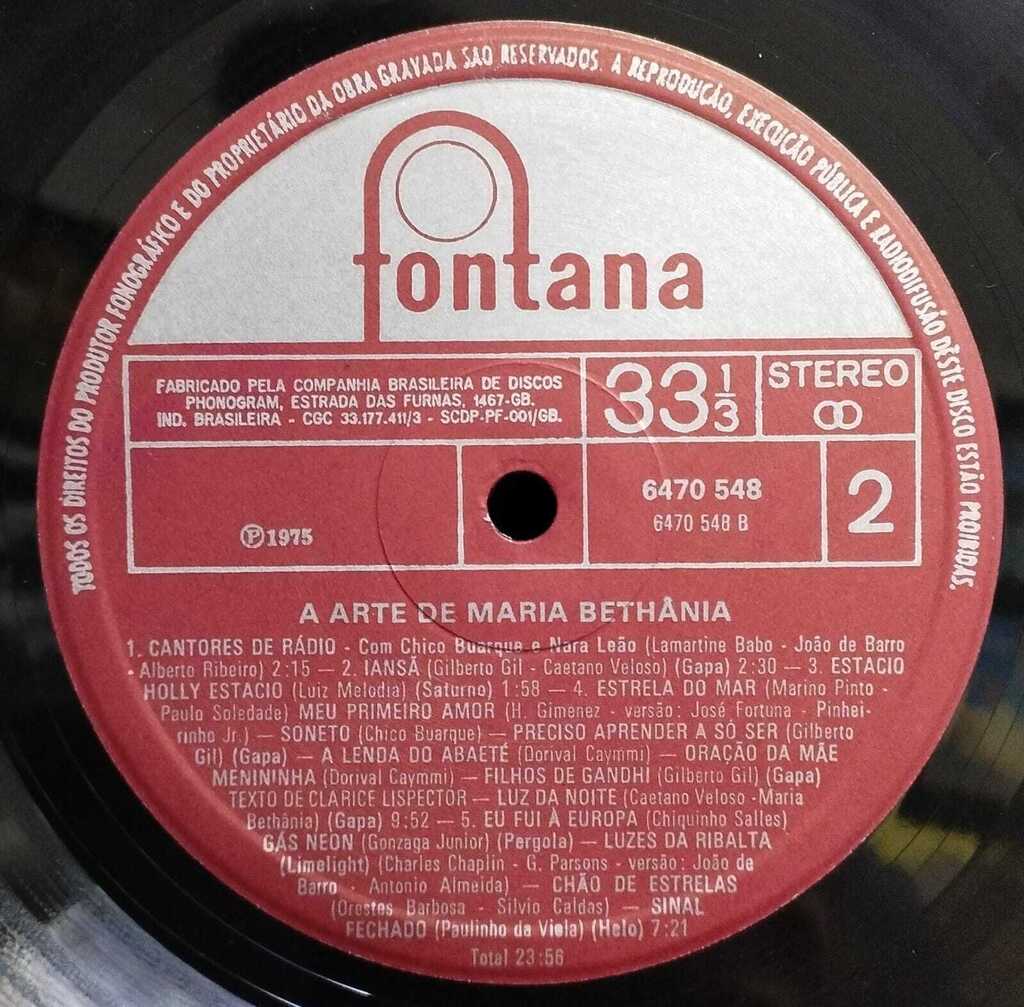 TODOS OS DIREITOS DO PRODUTOR FONOGRÁFICO E DO PROPRIETÁRIO DA OBRA GRAVADA SÃO RESERVADOS. A REPRODUÇÃO, EXECUÇÃO PÚBLICA E RADIODIFUSÃO DÊSTE DISCO ESTÃO PROIBIDAS.
fontana
FABRICADO PELA COMPANHIA BRASILEIRA DE DISCOS
PHONOGRAM, ESTRADA DAS FURNAS, 1467-GB.
IND. BRASILEIRA - CGC 33.177.411/3 - SCDP-PF-001/GB.
33 1/3
STEREO
Ⓟ1975
6470 548
6470 548 B
2
A ARTE DE MARIA BETHÂNIA
1. CANTORES DE RÁDIO - Com Chico Buarque e Nara Leão (Lamartine Babo - João de Barro
- Alberto Ribeiro) 2:15 — 2. IANSÃ (Gilberto Gil - Caetano Veloso) (Gapa) 2:30 — 3. ESTACIO
HOLLY ESTACIO (Luiz Melodia) (Saturno) 1:58 — 4. ESTRELA DO MAR (Marino Pinto -
Paulo Soledade) MEU PRIMEIRO AMOR (H. Gimenez - versão: José Fortuna - Pinhei-
rinho Jr.) — SONETO (Chico Buarque) — PRECISO APRENDER A SÓ SER (Gilberto
Gil) (Gapa) — A LENDA DO ABAETÉ (Dorival Caymmi) — ORAÇÃO DA MÃE
MENININHA (Dorival Caymmi) — FILHOS DE GANDHI (Gilberto Gil) (Gapa)
TEXTO DE CLARICE LISPECTOR — LUZ DA NOITE (Caetano Veloso -Maria
Bethânia) (Gapa) 9:52 — 5. EU FUI À EUROPA (Chiquinho Salles)
GÁS NEON (Gonzaga Junior) (Pergola) — LUZES DA RIBALTA
(Limelight) (Charles Chaplin - G. Parsons - versão: João de
Barro - Antonio Almeida) — CHÃO DE ESTRELAS
(Orestes Barbosa - Silvio Caldas) — SINAL
FECHADO (Paulinho da Viola) (Helo) 7:21
Total 23:56